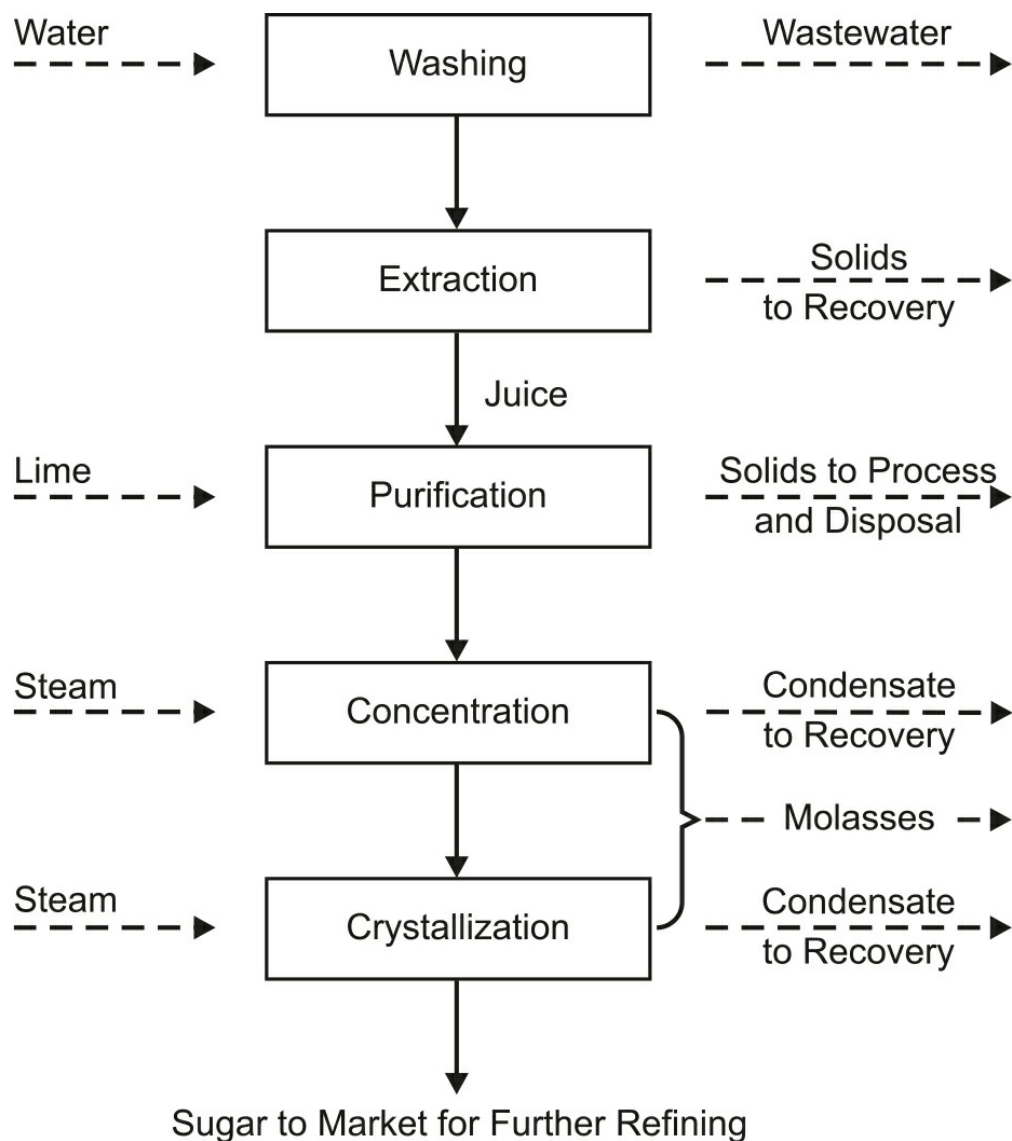 Water
Washing
Wastewater
Extraction
Solids
to Recovery
Juice
Lime
Purification
Solids to Process
and Disposal
Steam
Concentration
Condensate
to Recovery
Molasses
Steam
Crystallization
Condensate
to Recovery
Sugar to Market for Further Refining